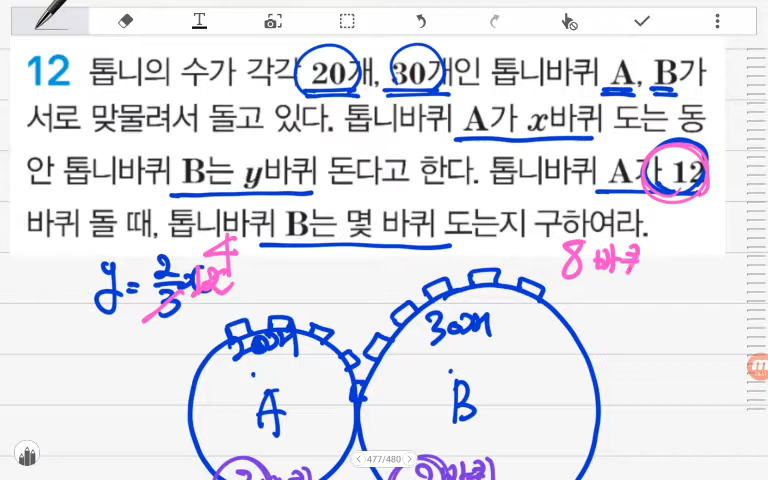 T
12 톱니의 수가 각각 20개, 30개인 톱니바퀴 A, B가
서로 맞물려서 돌고 있다. 톱니바퀴 A가 x바퀴 도는 동
안 톱니바퀴 B는 y바퀴 돈다고 한다. 톱니바퀴 A가 12
바퀴 돌 때, 톱니바퀴 B는 몇 바퀴 도는지 구하여라.
8 바퀴
4
y = 2/3
20개
30개
A
B
477/480